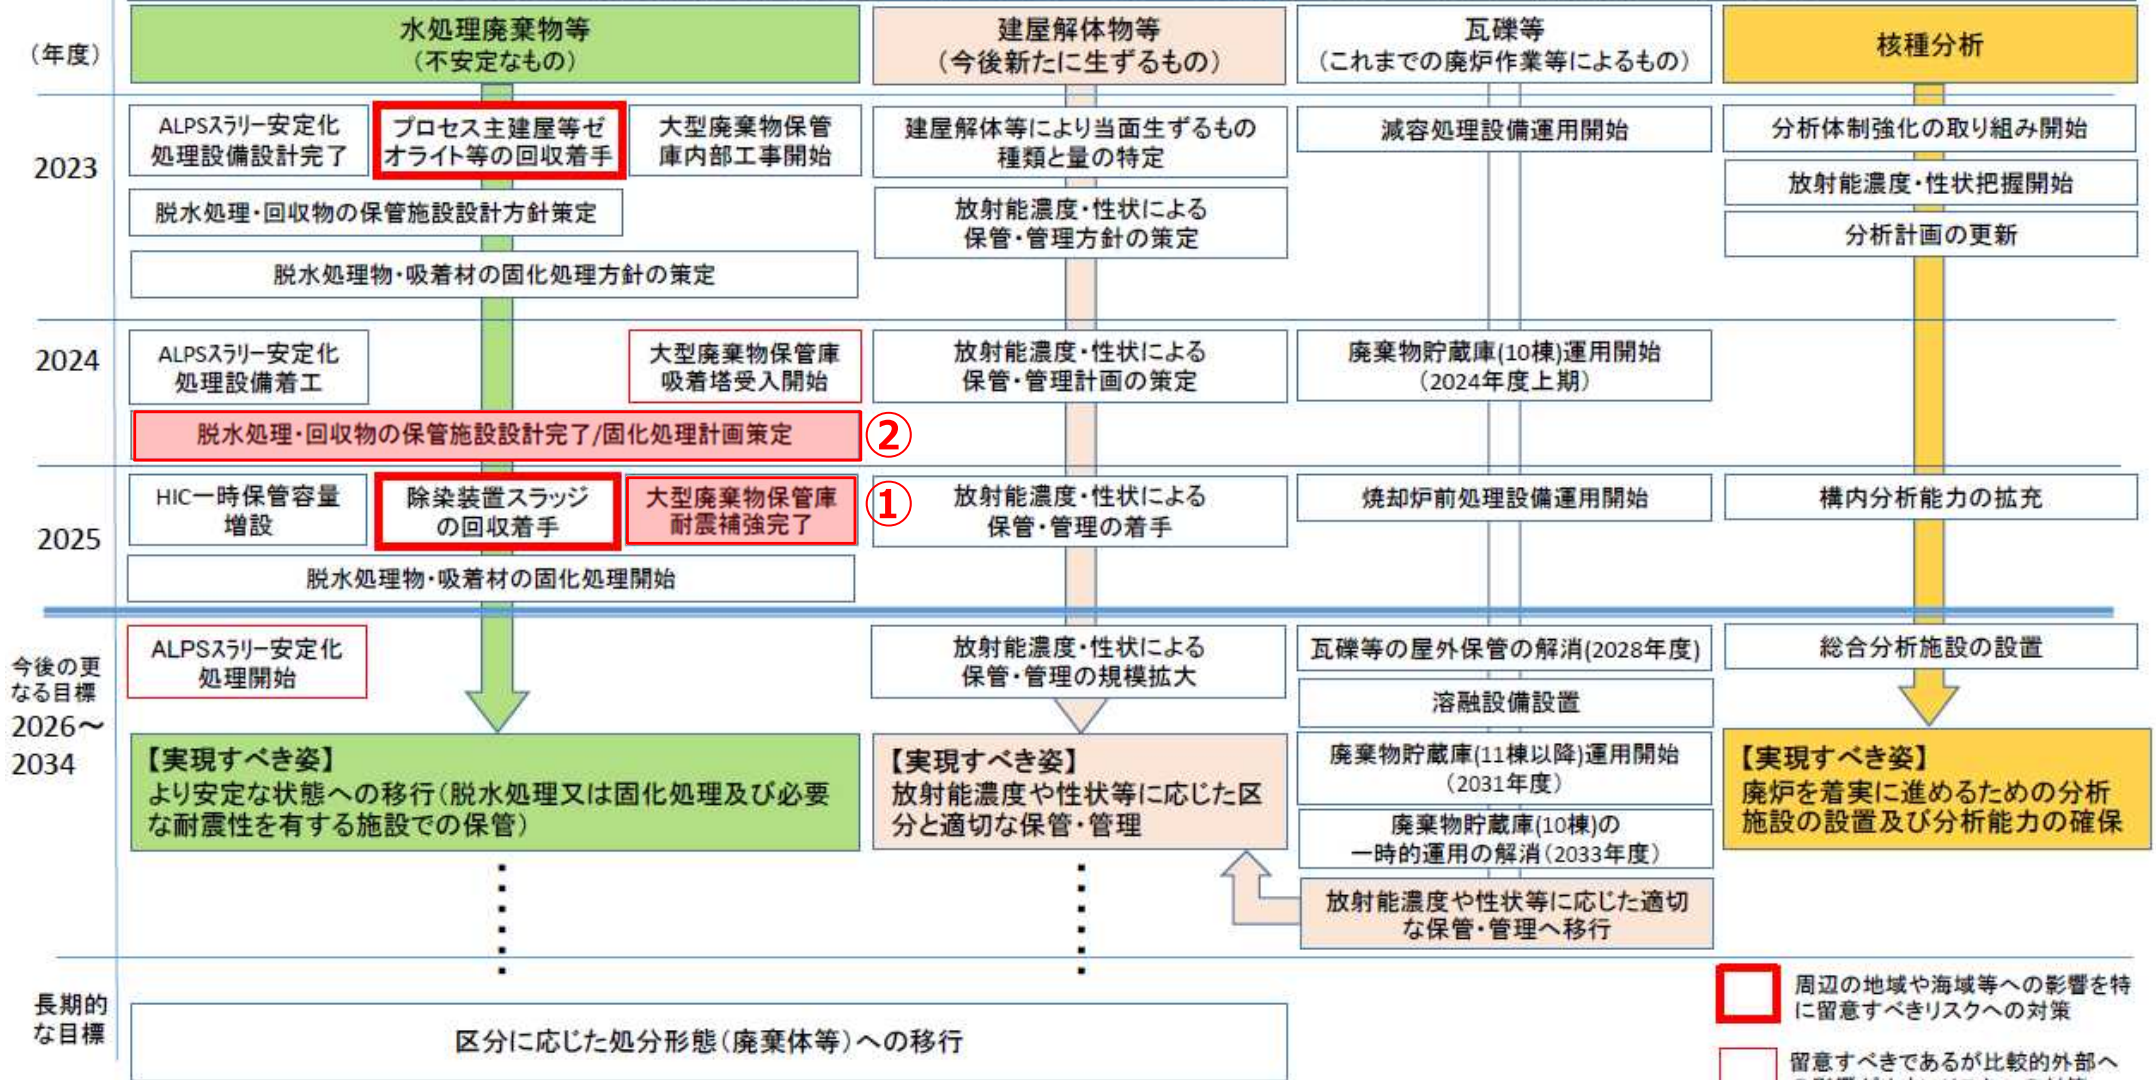 (年度)
水処理廃棄物等
(不安定なもの)
建屋解体物等
(今後新たに生ずるもの)
瓦礫等
(これまでの廃炉作業等によるもの)
核種分析
2023
ALPSスラリー安定化
処理設備設計完了
プロセス主建屋等ゼ
オライト等の回収着手
大型廃棄物保管
庫内部工事開始
脱水処理・回収物の保管施設設計方針策定
脱水処理物・吸着材の固化処理方針の策定
建屋解体等により当面生ずるもの
種類と量の特定
放射能濃度・性状による
保管・管理方針の策定
減容処理設備運用開始
分析体制強化の取り組み開始
放射能濃度・性状把握開始
分析計画の更新
2024
ALPSスラリー安定化
処理設備着工
大型廃棄物保管庫
吸着塔受入開始
脱水処理・回収物の保管施設設計完了/固化処理計画策定
②
放射能濃度・性状による
保管・管理計画の策定
廃棄物貯蔵庫(10棟)運用開始
(2024年度上期)
2025
HIC一時保管容量
増設
除染装置スラッジ
の回収着手
大型廃棄物保管庫
耐震補強完了
①
脱水処理物・吸着材の固化処理開始
放射能濃度・性状による
保管・管理の着手
焼却炉前処理設備運用開始
構内分析能力の拡充
今後の更
なる目標
2026～
2034
ALPSスラリー安定化
処理開始
【実現すべき姿】
より安定な状態への移行(脱水処理又は固化処理及び必要
な耐震性を有する施設での保管)
放射能濃度・性状による
保管・管理の規模拡大
【実現すべき姿】
放射能濃度や性状等に応じた区
分と適切な保管・管理
瓦礫等の屋外保管の解消(2028年度)
溶融設備設置
廃棄物貯蔵庫(11棟以降)運用開始
(2031年度)
廃棄物貯蔵庫(10棟)の
一時的運用の解消(2033年度)
放射能濃度や性状等に応じた適切
な保管・管理へ移行
総合分析施設の設置
【実現すべき姿】
廃炉を着実に進めるための分析
施設の設置及び分析能力の確保
長期的
な目標
区分に応じた処分形態(廃棄体等)への移行
周辺の地域や海域等への影響を特
に留意すべきリスクへの対策
留意すべきであるが比較的外部へ